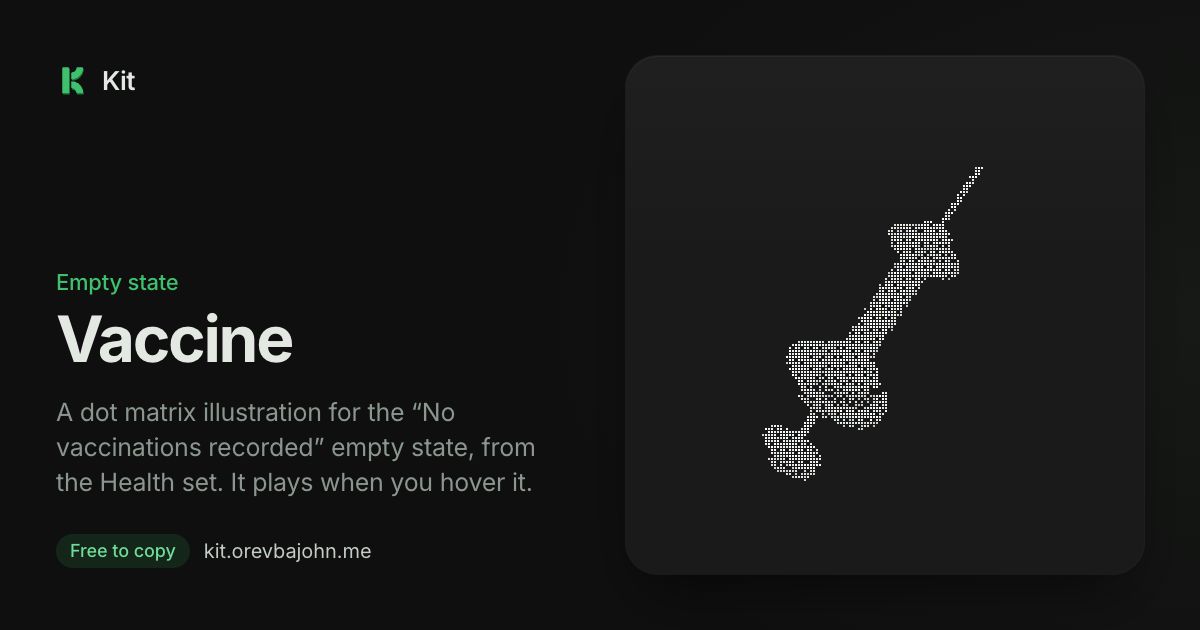 Kit
Empty state
Vaccine
A dot matrix illustration for the “No
vaccinations recorded” empty state, from
the Health set. It plays when you hover it.
Free to copy
kit.orevbajohn.me